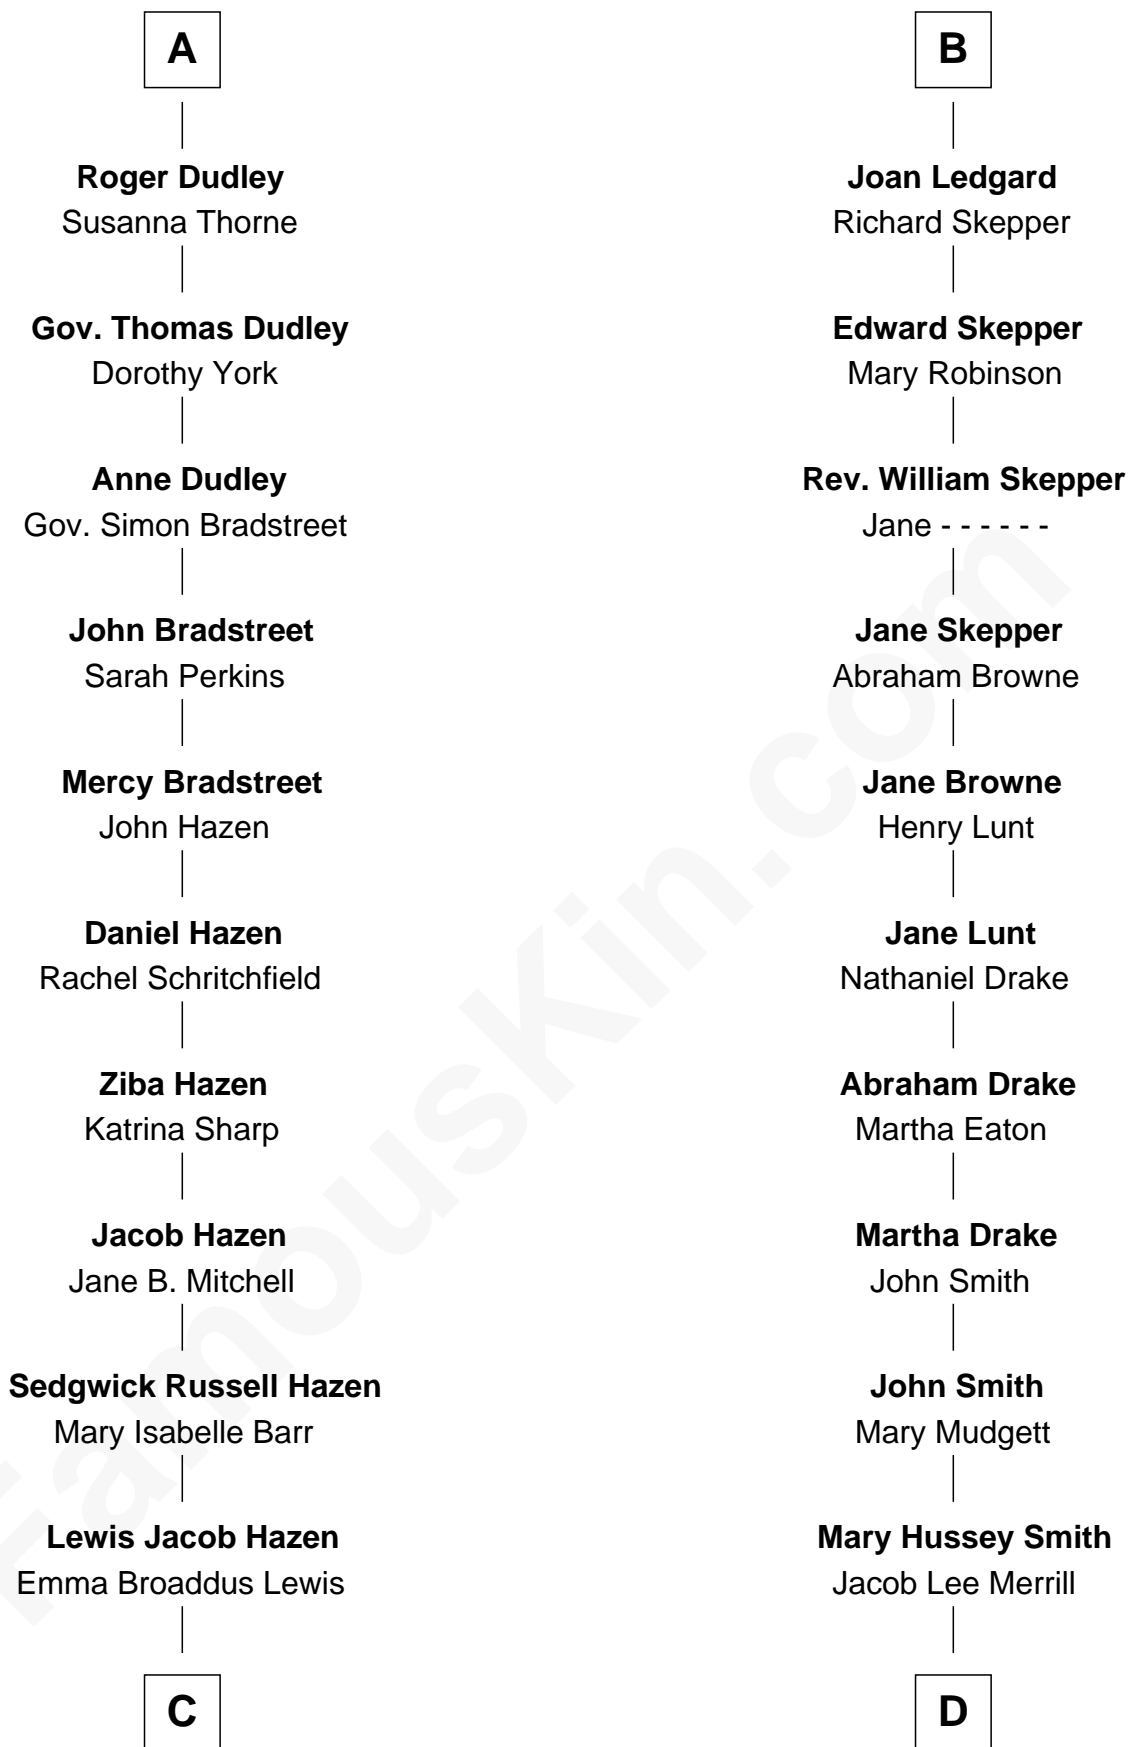 A
Roger Dudley
Susanna Thorne
Gov. Thomas Dudley
Dorothy York
Anne Dudley
Gov. Simon Bradstreet
John Bradstreet
Sarah Perkins
Mercy Bradstreet
John Hazen
Daniel Hazen
Rachel Schritchfield
Ziba Hazen
Katrina Sharp
Jacob Hazen
Jane B. Mitchell
Sedgwick Russell Hazen
Mary Isabelle Barr
Lewis Jacob Hazen
Emma Broaddus Lewis
C
B
Joan Ledgard
Richard Skepper
Edward Skepper
Mary Robinson
Rev. William Skepper
Jane - - - - - -
Jane Skepper
Abraham Browne
Jane Browne
Henry Lunt
Jane Lunt
Nathaniel Drake
Abraham Drake
Martha Eaton
Martha Drake
John Smith
John Smith
Mary Mudgett
Mary Hussey Smith
Jacob Lee Merrill
D
FamousKin.com